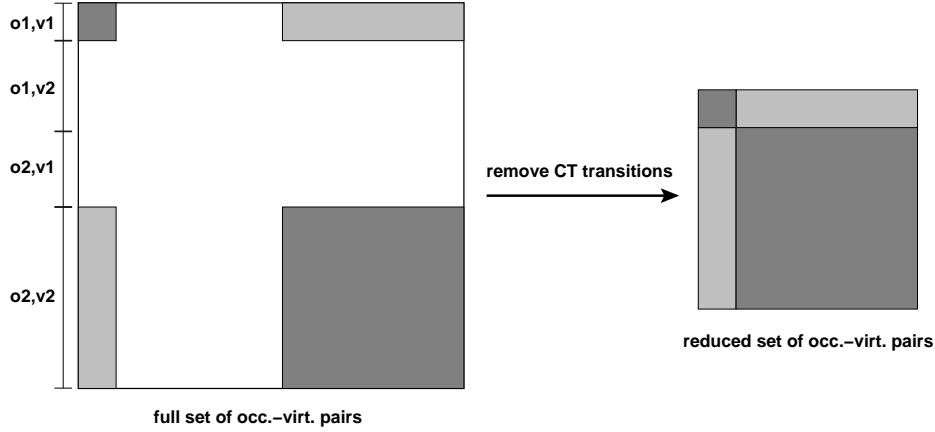 o1,v1
o1,v2
o2,v1
o2,v2
full set of occ.−virt. pairs
remove CT transitions
reduced set of occ.−virt. pairs